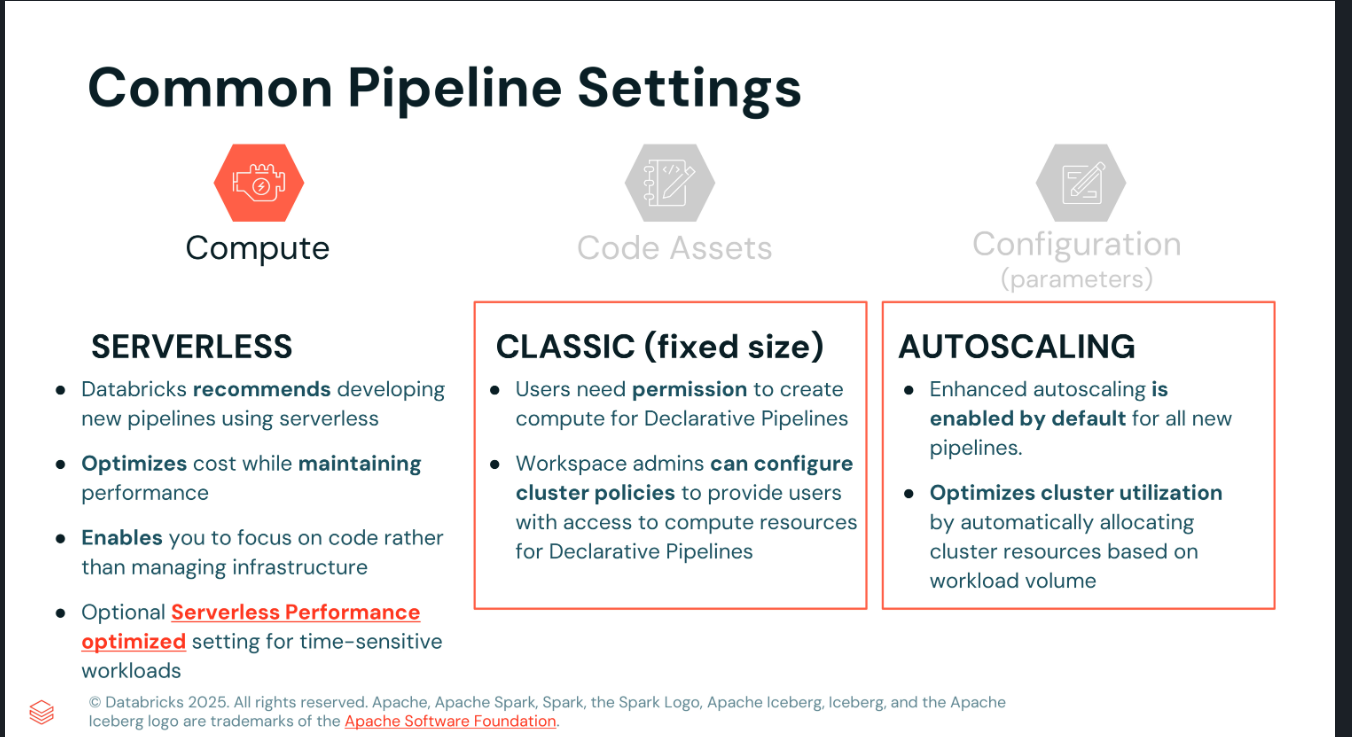 Common Pipeline Settings
Compute
Code Assets
Configuration
(parameters)
SERVERLESS
● Databricks recommends developing
new pipelines using serverless
● Optimizes cost while maintaining
performance
● Enables you to focus on code rather
than managing infrastructure
● Optional Serverless Performance
optimized setting for time-sensitive
workloads
CLASSIC (fixed size)
● Users need permission to create
compute for Declarative Pipelines
● Workspace admins can configure
cluster policies to provide users
with access to compute resources
for Declarative Pipelines
AUTOSCALING
● Enhanced autoscaling is
enabled by default for all new
pipelines.
● Optimizes cluster utilization
by automatically allocating
cluster resources based on
workload volume
© Databricks 2025. All rights reserved. Apache, Apache Spark, Spark, the Spark Logo, Apache Iceberg, Iceberg, and the Apache
Iceberg logo are trademarks of the Apache Software Foundation.